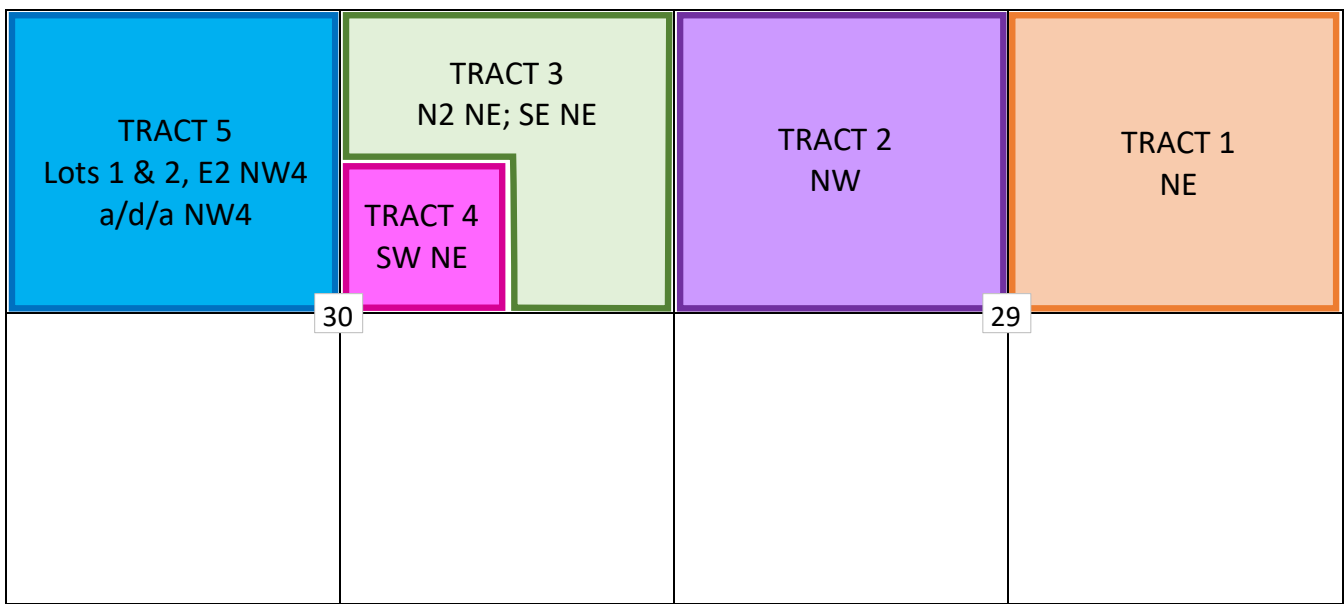 TRACT 5
Lots 1 & 2, E2 NW4
a/d/a NW4
TRACT 3
N2 NE; SE NE
TRACT 4
SW NE
TRACT 2
NW
TRACT 1
NE
30
29